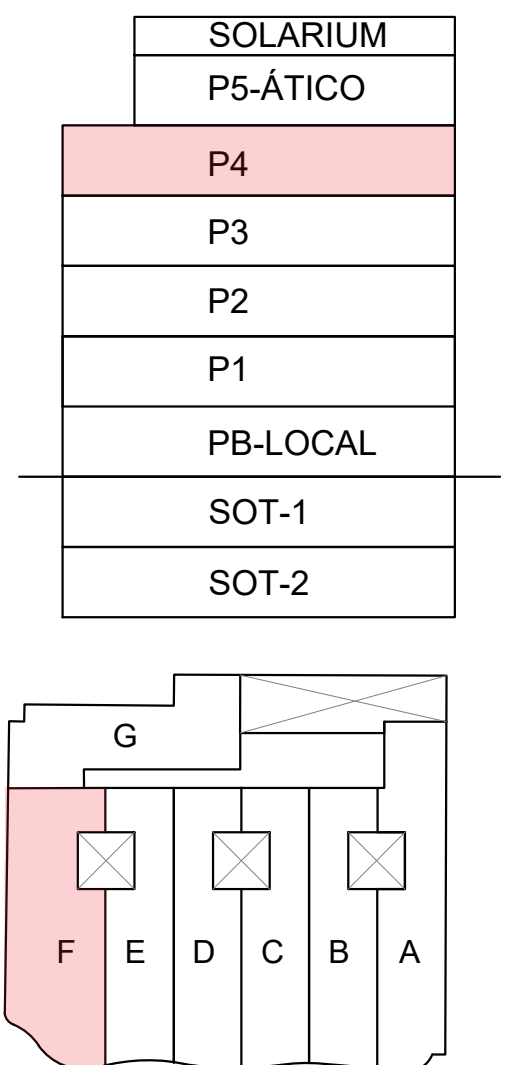 SOLARIUM
P5-ÁTICO
P4
P3
P2
P1
PB-LOCAL
SOT-1
SOT-2
G
F E D C B A